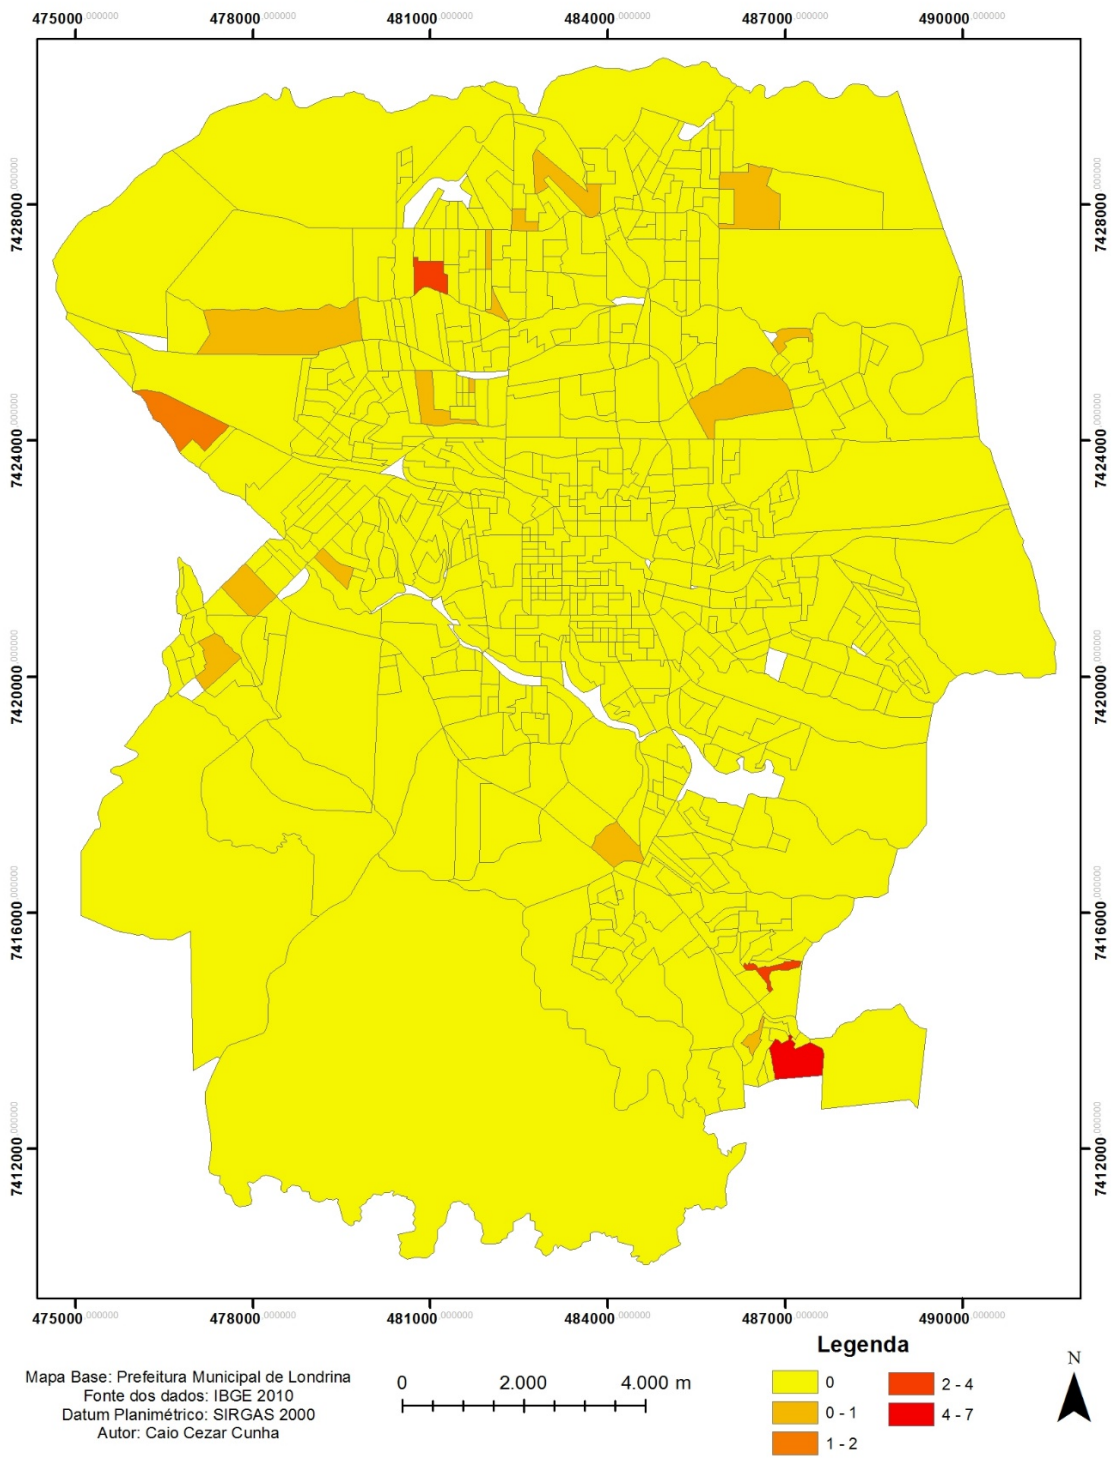 475000,000000 478000,000000 481000,000000 484000,000000 487000,000000 490000,000000
7428000,000000 7428000,000000
7424000,000000 7424000,000000
7420000,000000 7420000,000000
7416000,000000 7416000,000000
7412000,000000 7412000,000000
475000,000000 478000,000000 481000,000000 484000,000000 487000,000000 490000,000000
Mapa Base: Prefeitura Municipal de Londrina
Fonte dos dados: IBGE 2010
Datum Planimétrico: SIRGAS 2000
Autor: Caio Cezar Cunha
0 2.000 4.000 m
Legenda
0 2 - 4
0 - 1 4 - 7
1 - 2
N